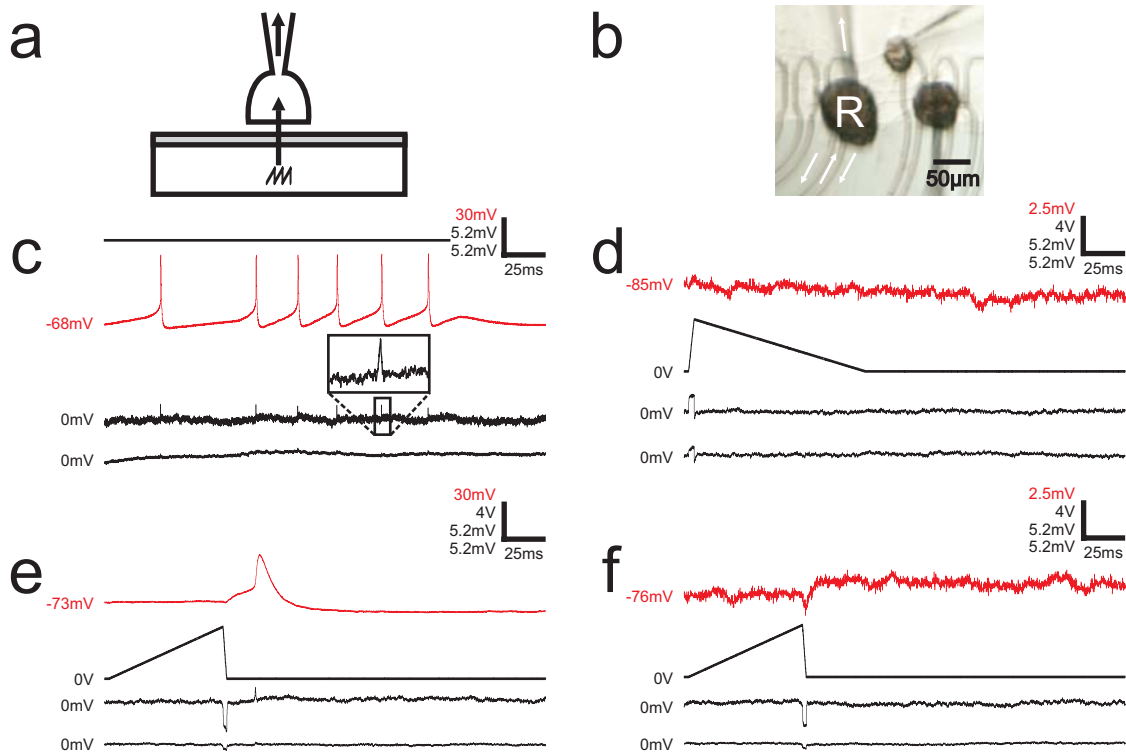 a
b
R
50µm
c
30mV
5.2mV
5.2mV
25ms
-68mV
0mV
0mV
d
2.5mV
4V
5.2mV
5.2mV
25ms
-85mV
0V
0mV
0mV
e
30mV
4V
5.2mV
5.2mV
25ms
-73mV
0V
0mV
0mV
f
2.5mV
4V
5.2mV
5.2mV
25ms
-76mV
0V
0mV
0mV